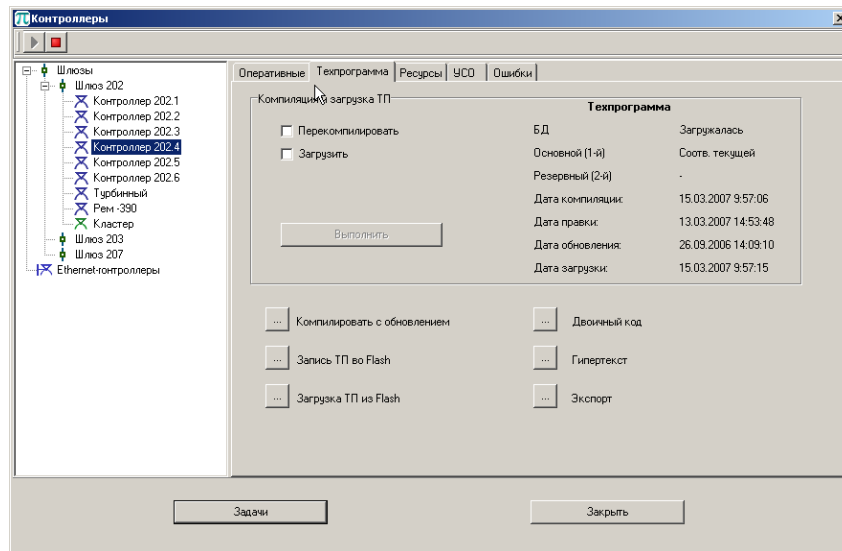 Контроллеры
Шлюзы
Шлюз 202
Контроллер 202.1
Контроллер 202.2
Контроллер 202.3
Контроллер 202.4
Контроллер 202.5
Контроллер 202.6
Турбинный
Рем -390
Кластер
Шлюз 203
Шлюз 207
Ethernet-гонтроллеры
Оперативные Техпрограмма Ресурсы УСО Ошибки
Компиляция и загрузка ТП
Перекомпилировать
Загрузить
Выполнить
Техпрограмма
БД Загружалась
Основной (1-й) Соотв. текущей
Резервный (2-й) -
Дата компиляции: 15.03.2007 9:57:06
Дата правки: 13.03.2007 14:53:48
Дата обновления: 26.09.2006 14:09:10
Дата загрузки: 15.03.2007 9:57:15
... Компилировать с обновлением
... Запись ТП во Flash
... Загрузка ТП из Flash
... Двоичный код
... Гипертекст
... Экспорт
Задачи Закрыть